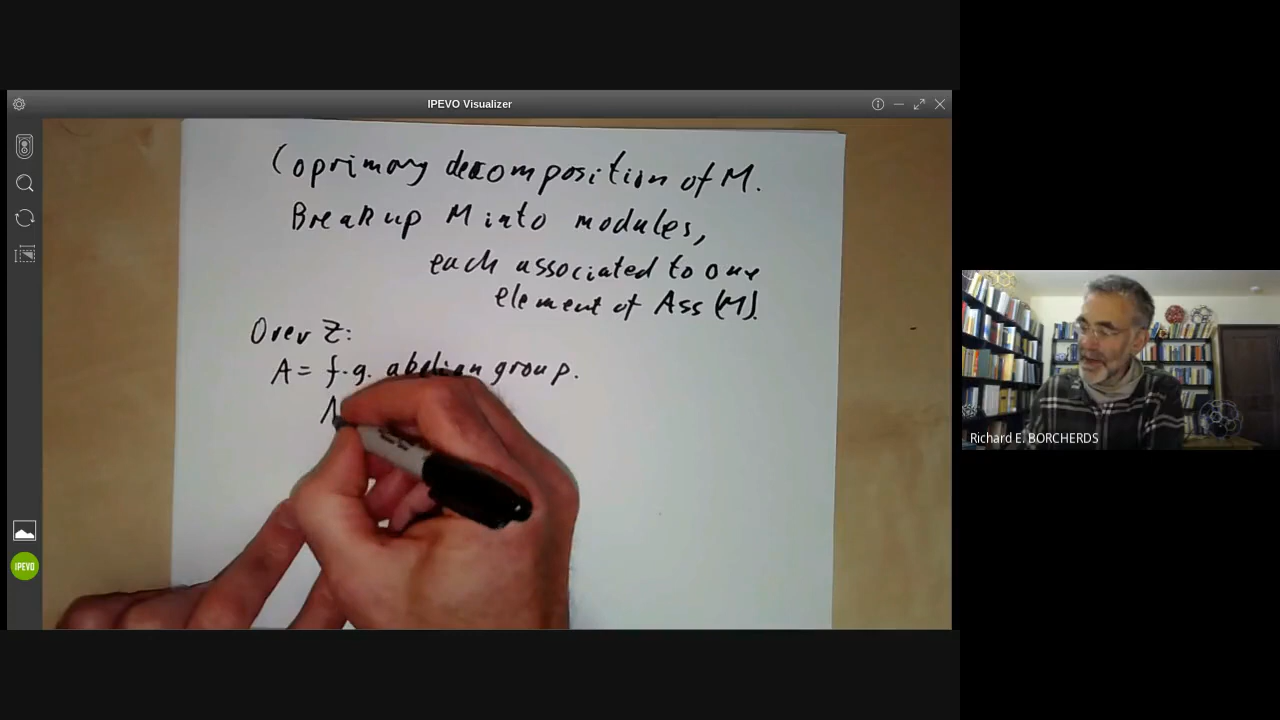 IPEVO Visualizer
Coprimary decomposition of M.
Break up M into modules,
each associated to one
element of Ass (M).
Over Z:
A = f.g. abelian group.
IPEVO
Richard E. BORCHERDS